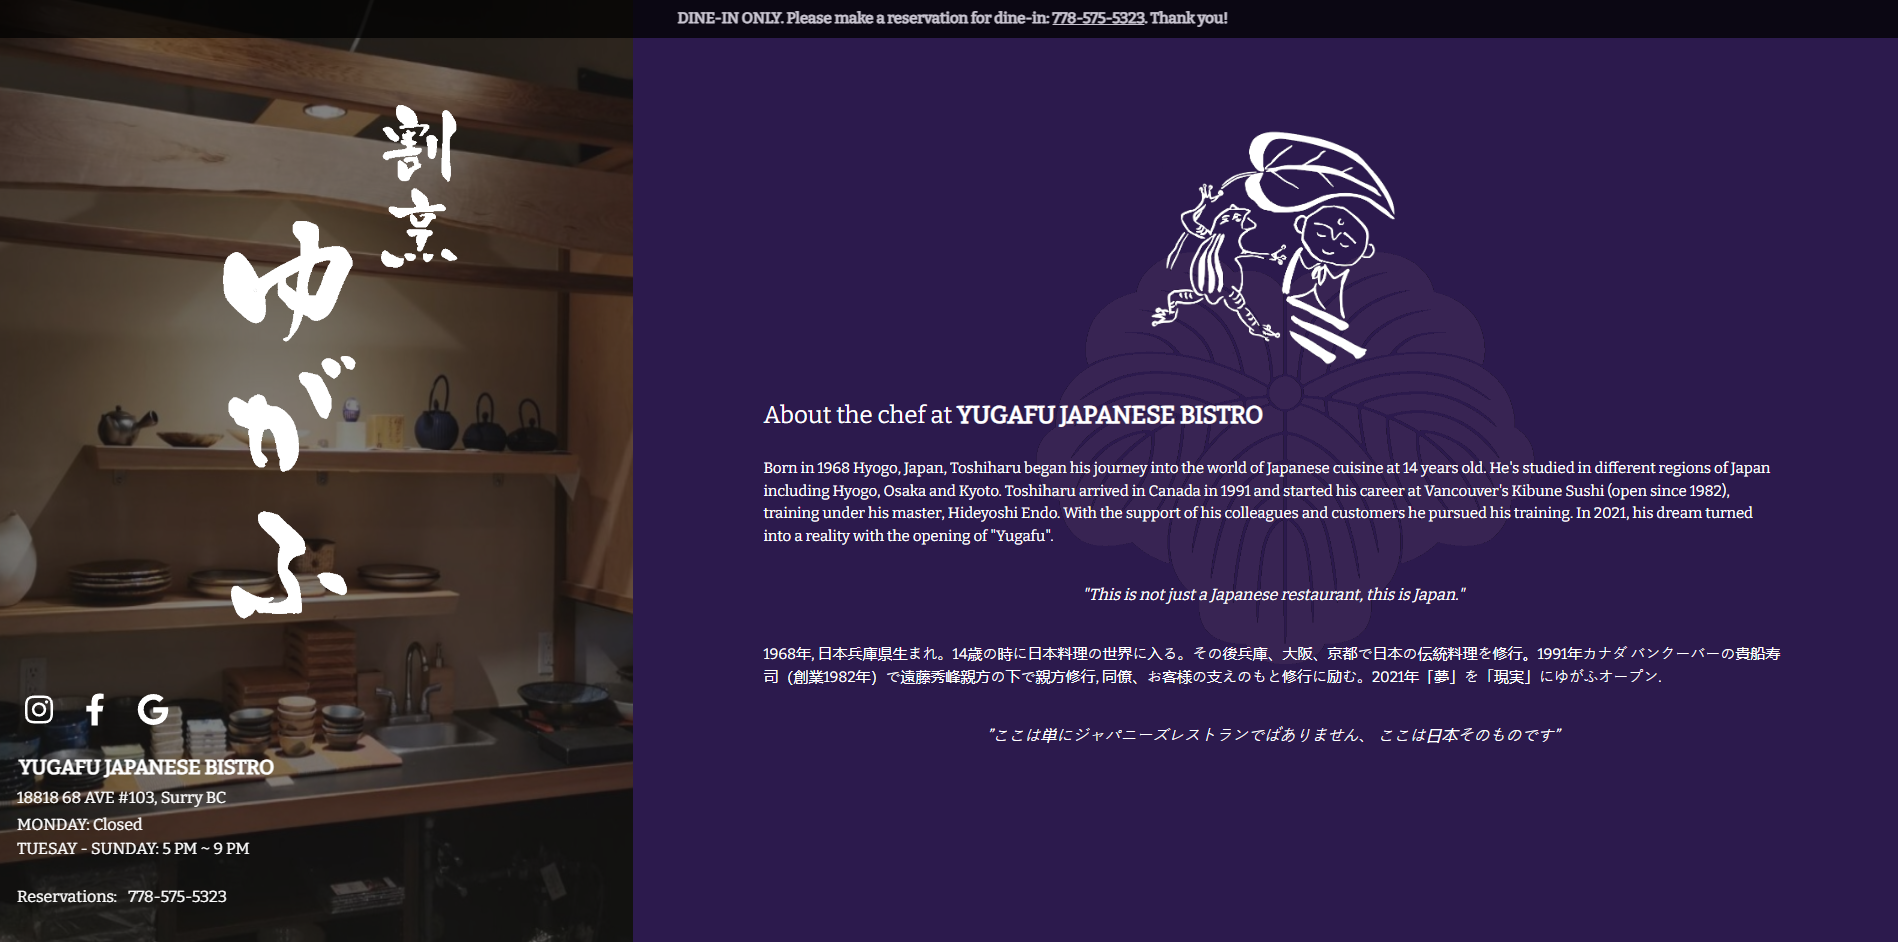 DINE-IN ONLY. Please make a reservation for dine-in: 778-575-5323. Thank you!
割烹
ゆがふ
YUGAFU JAPANESE BISTRO
18818 68 AVE #103, Surry BC
MONDAY: Closed
TUESAY - SUNDAY: 5 PM ~ 9 PM
Reservations: 778-575-5323
About the chef at YUGAFU JAPANESE BISTRO
Born in 1968 Hyogo, Japan, Toshiharu began his journey into the world of Japanese cuisine at 14 years old. He's studied in different regions of Japan
including Hyogo, Osaka and Kyoto. Toshiharu arrived in Canada in 1991 and started his career at Vancouver's Kibune Sushi (open since 1982),
training under his master, Hideyoshi Endo. With the support of his colleagues and customers he pursued his training. In 2021, his dream turned
into a reality with the opening of "Yugafu".
"This is not just a Japanese restaurant, this is Japan."
1968年, 日本兵庫県生まれ。14歳の時に日本料理の世界に入る。その後兵庫、大阪、京都で日本の伝統料理を修行。1991年カナダ バンクーバーの貴船寿
司（創業1982年）で遠藤秀峰親方の下で親方修行, 同僚、お客様の支えのもと修行に励む。2021年「夢」を「現実」にゆがふオープン.
"ここは単にジャパニーズレストランでばありません、 ここは日本そのものです"